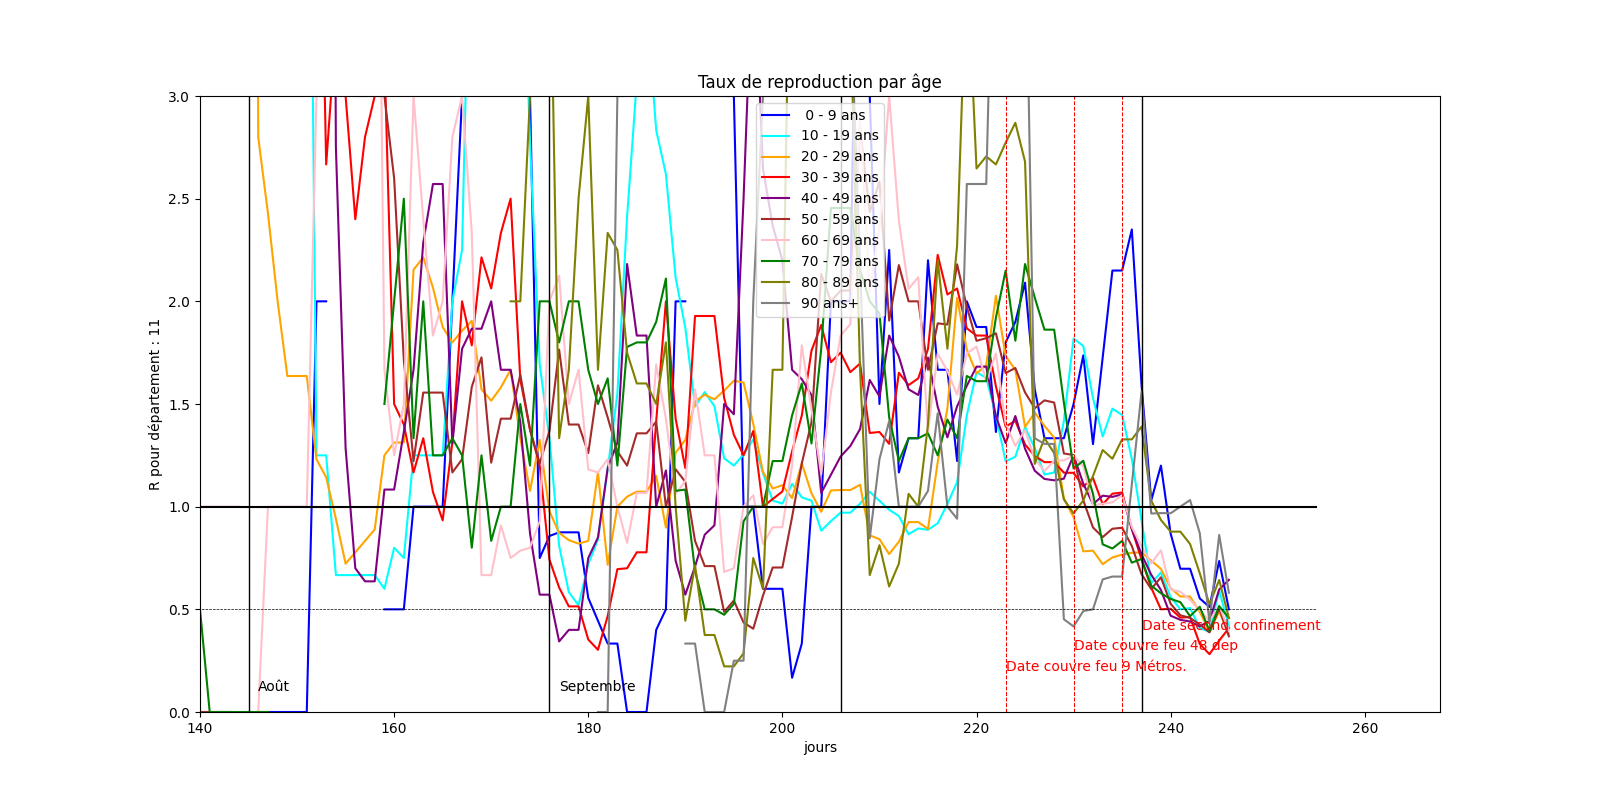 Taux de reproduction par âge
3.0
2.5
2.0
1.5
1.0
0.5
0.0
R pour département : 11
0 - 9 ans
10 - 19 ans
20 - 29 ans
30 - 39 ans
40 - 49 ans
50 - 59 ans
60 - 69 ans
70 - 79 ans
80 - 89 ans
90 ans+
Date second confinement
Date couvre feu 48 dep
Date couvre feu 9 Métros.
Août
Septembre
140
160
180
200
220
240
260
jours